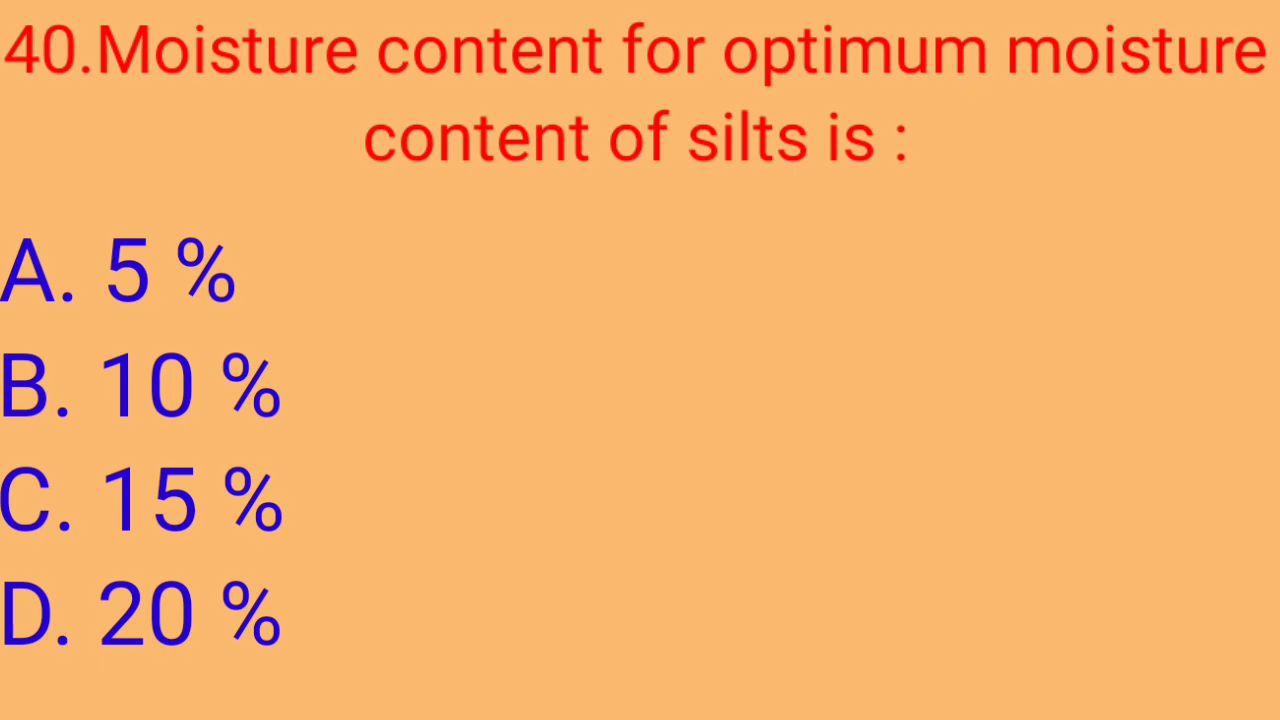 40.Moisture content for optimum moisture
content of silts is :
A. 5 %
B. 10 %
C. 15 %
D. 20 %